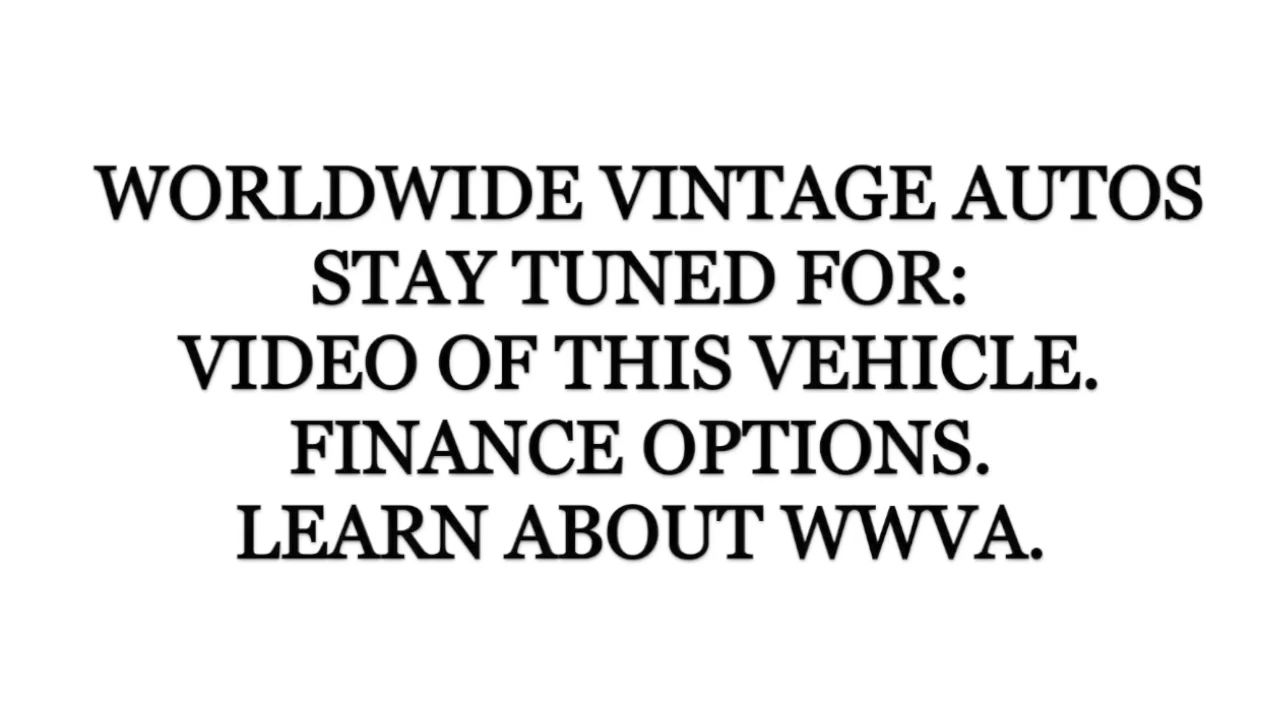 WORLDWIDE VINTAGE AUTOS
STAY TUNED FOR:
VIDEO OF THIS VEHICLE.
FINANCE OPTIONS.
LEARN ABOUT WWVA.